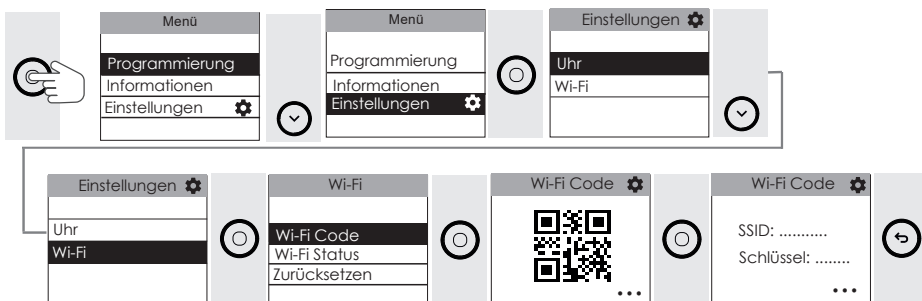 Menü
Programmierung
Informationen
Einstellungen
Menü
Programmierung
Informationen
Einstellungen
Einstellungen
Uhr
Wi-Fi
Einstellungen
Uhr
Wi-Fi
Wi-Fi
Wi-Fi Code
Wi-Fi Status
Zurücksetzen
Wi-Fi Code
...
Wi-Fi Code
SSID: ...........
Schlüssel: ........
...